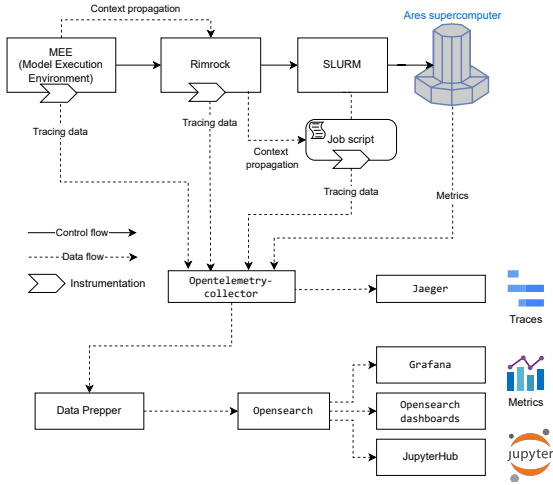 Context propagation
Ares supercomputer
MEE
(Model Execution
Environment)
Rimrock
SLURM
Tracing data
Tracing data
Job script
Context
propagation
Tracing data
Metrics
Control flow
Data flow
Instrumentation
Opentelemetry-
collector
Jaeger
Traces
Grafana
Metrics
Data Prepper
Opensearch
Opensearch
dashboards
JupyterHub
jupyter